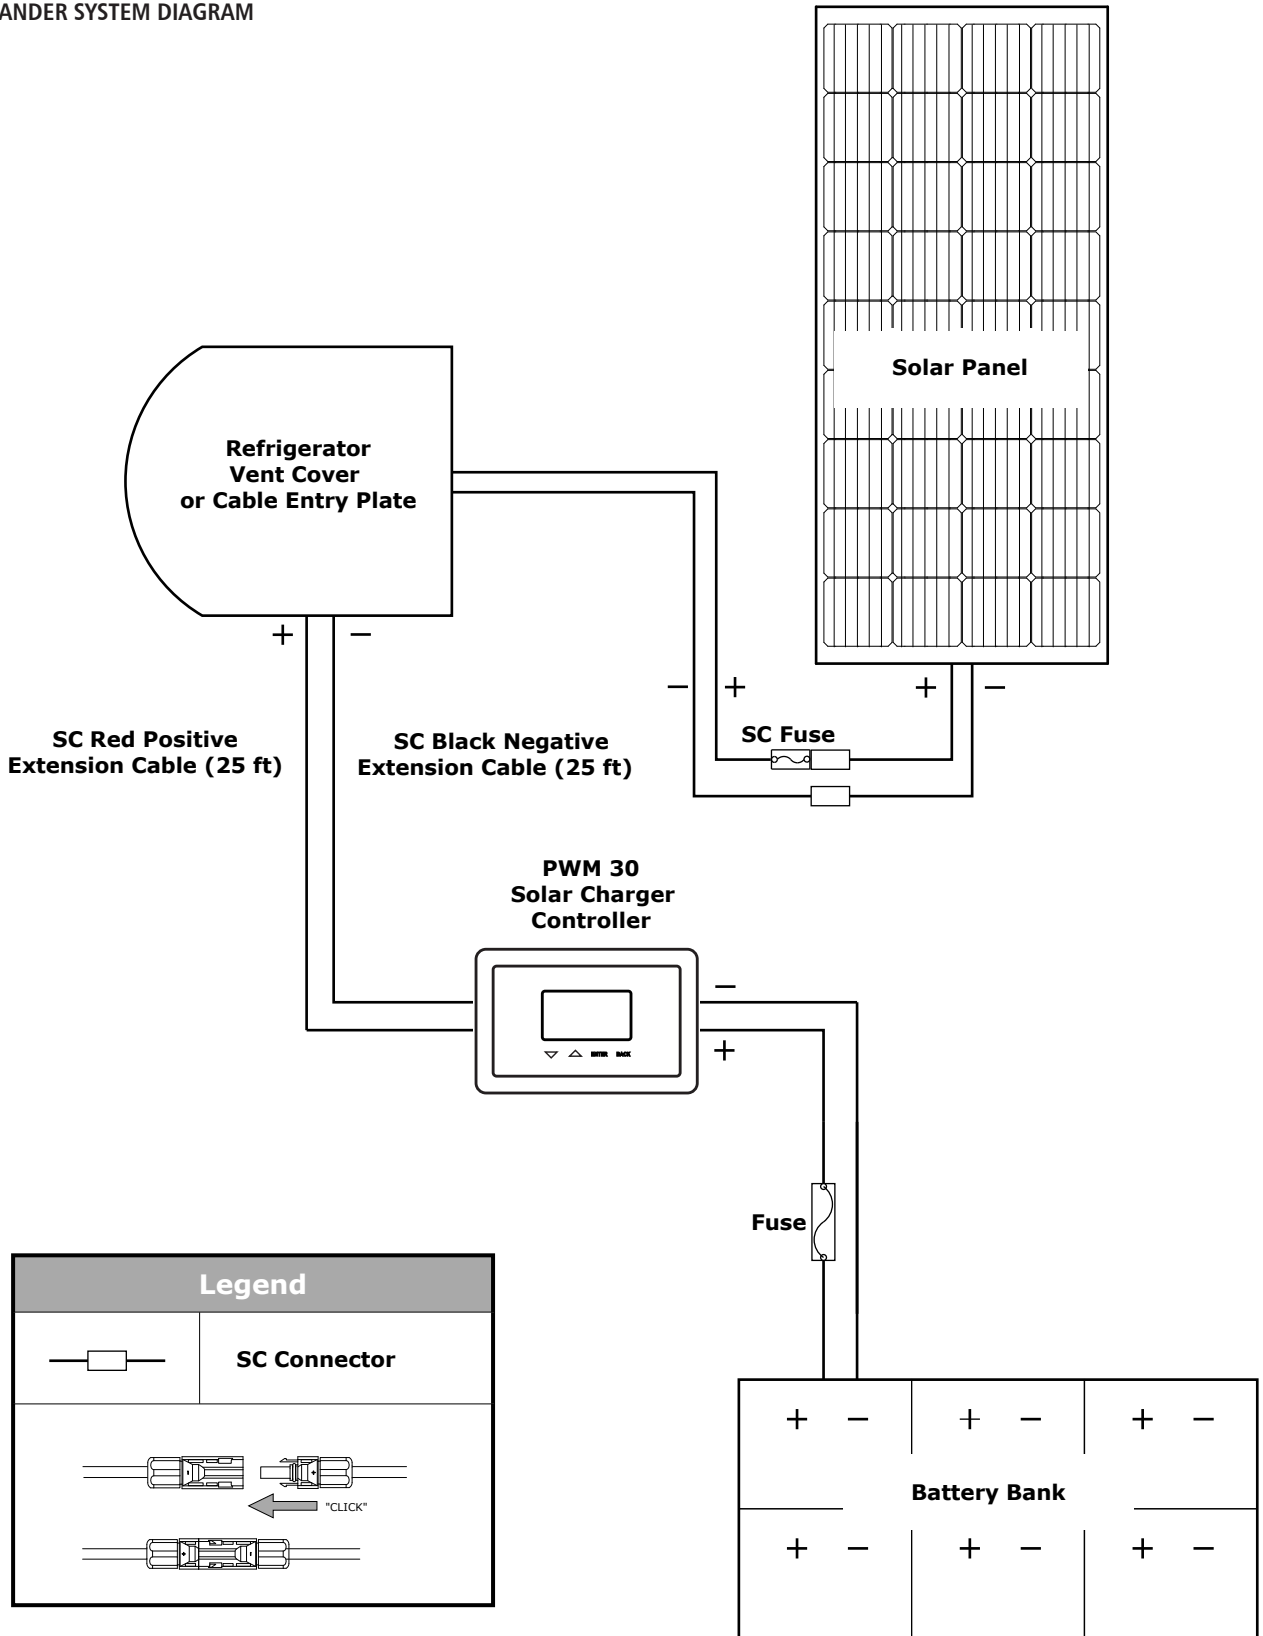 ANDER SYSTEM DIAGRAM
Solar Panel
Refrigerator
Vent Cover
or Cable Entry Plate
+ −
− +
+ −
SC Fuse
SC Red Positive
Extension Cable (25 ft)
SC Black Negative
Extension Cable (25 ft)
PWM 30
Solar Charger
Controller
−
ENTER BACK
+
Fuse
Legend
SC Connector
"CLICK"
+ − + − + −
Battery Bank
+ − + − + −